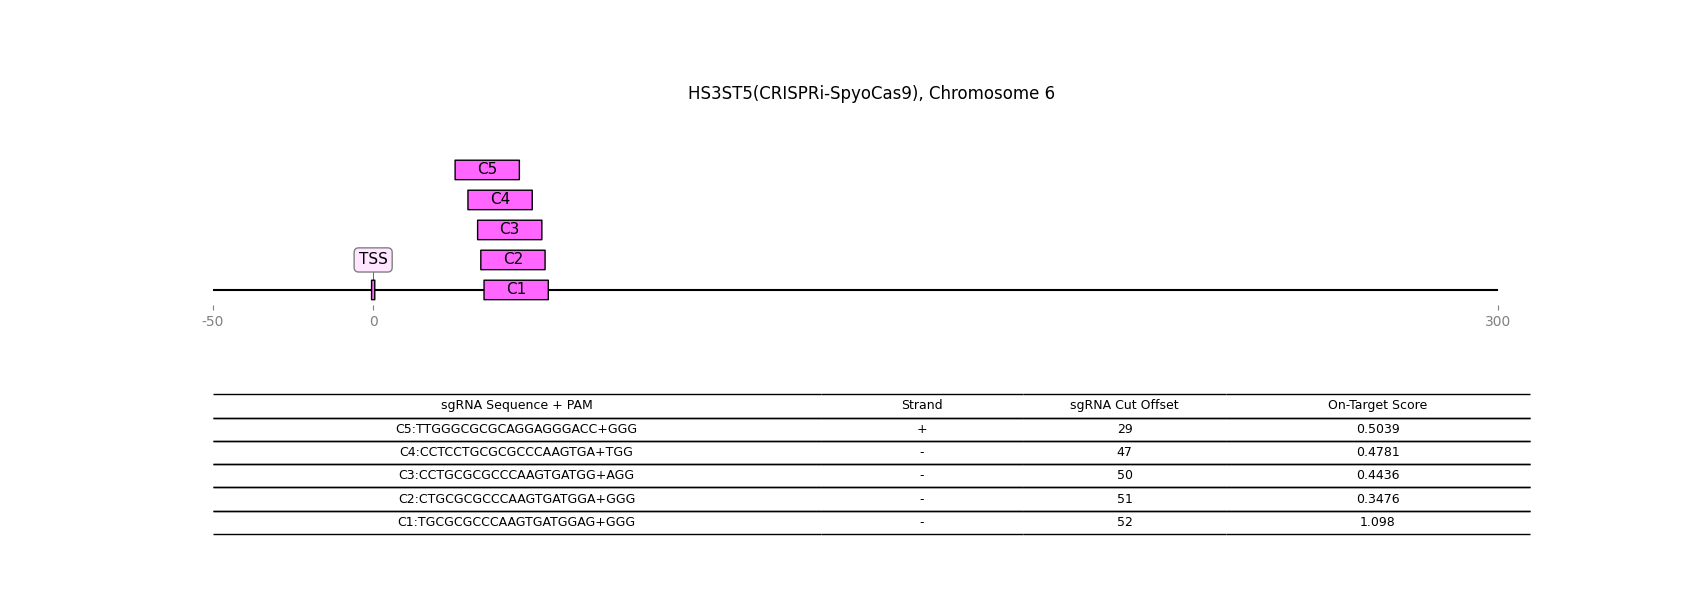 HS3ST5(CRISPRi-SpyoCas9), Chromosome 6
C5
C4
C3
TSS C2
C1
-50 0 300
sgRNA Sequence + PAM Strand sgRNA Cut Offset On-Target Score
C5:TTGGGCGCGCAGGAGGGACC+GGG + 29 0.5039
C4:CCTCCTGCGCGCCCAAGTGA+TGG - 47 0.4781
C3:CCTGCGCGCCCAAGTGATGG+AGG - 50 0.4436
C2:CTGCGCGCCCAAGTGATGGA+GGG - 51 0.3476
C1:TGCGCGCCCAAGTGATGGAG+GGG - 52 1.098